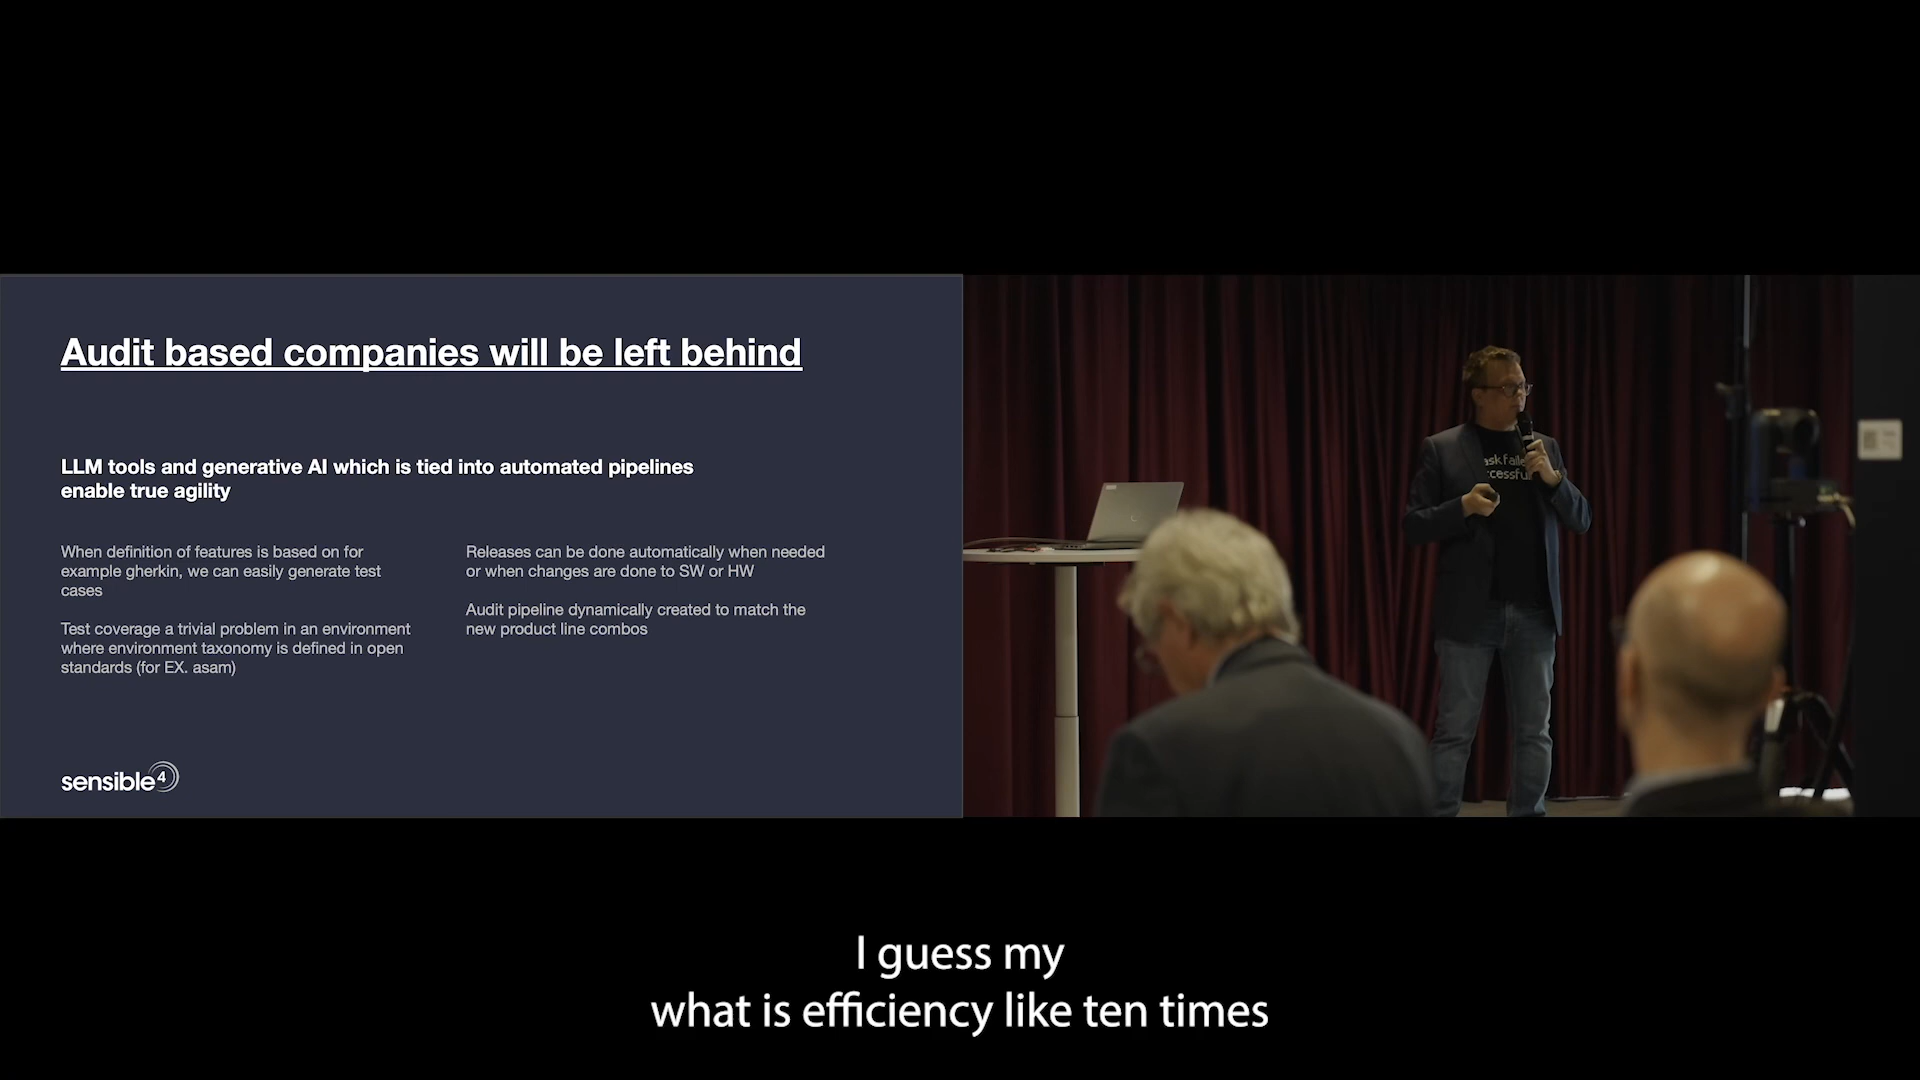 Audit based companies will be left behind
LLM tools and generative AI which is tied into automated pipelines
enable true agility
When definition of features is based on for
example gherkin, we can easily generate test
cases
Test coverage a trivial problem in an environment
where environment taxonomy is defined in open
standards (for EX. asam)
Releases can be done automatically when needed
or when changes are done to SW or HW
Audit pipeline dynamically created to match the
new product line combos
sensible4
ask faile
ccessful
I guess my
what is efficiency like ten times